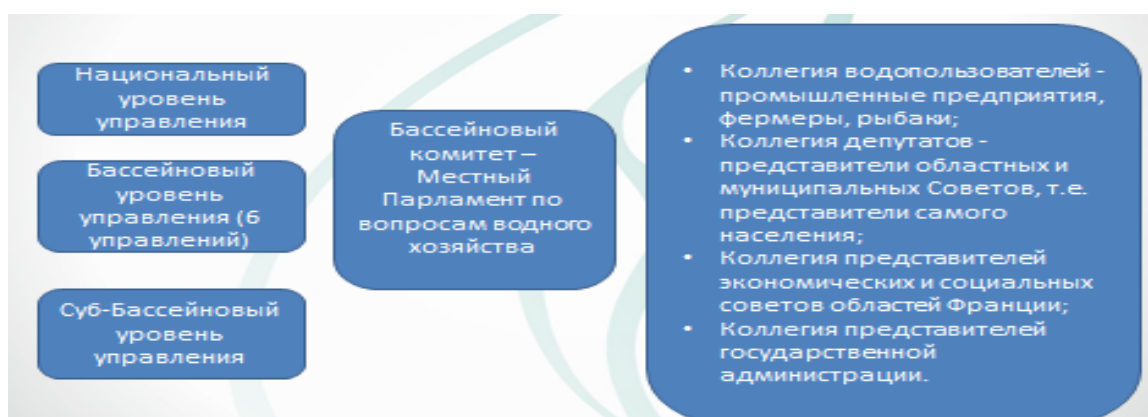 Национальный
уровень
управления
Бассейновый
уровень
управления (6
управлений)
Суб-Бассейновый
уровень
управления
Бассейновый
комитет –
Местный
Парламент по
вопросам водного
хозяйства
• Коллегия водопользователей -
промышленные предприятия,
фермеры, рыбаки;
• Коллегия депутатов -
представители областных и
муниципальных Советов, т.е.
представители самого
населения;
• Коллегия представителей
экономических и социальных
советов областей Франции;
• Коллегия представителей
государственной
администрации.